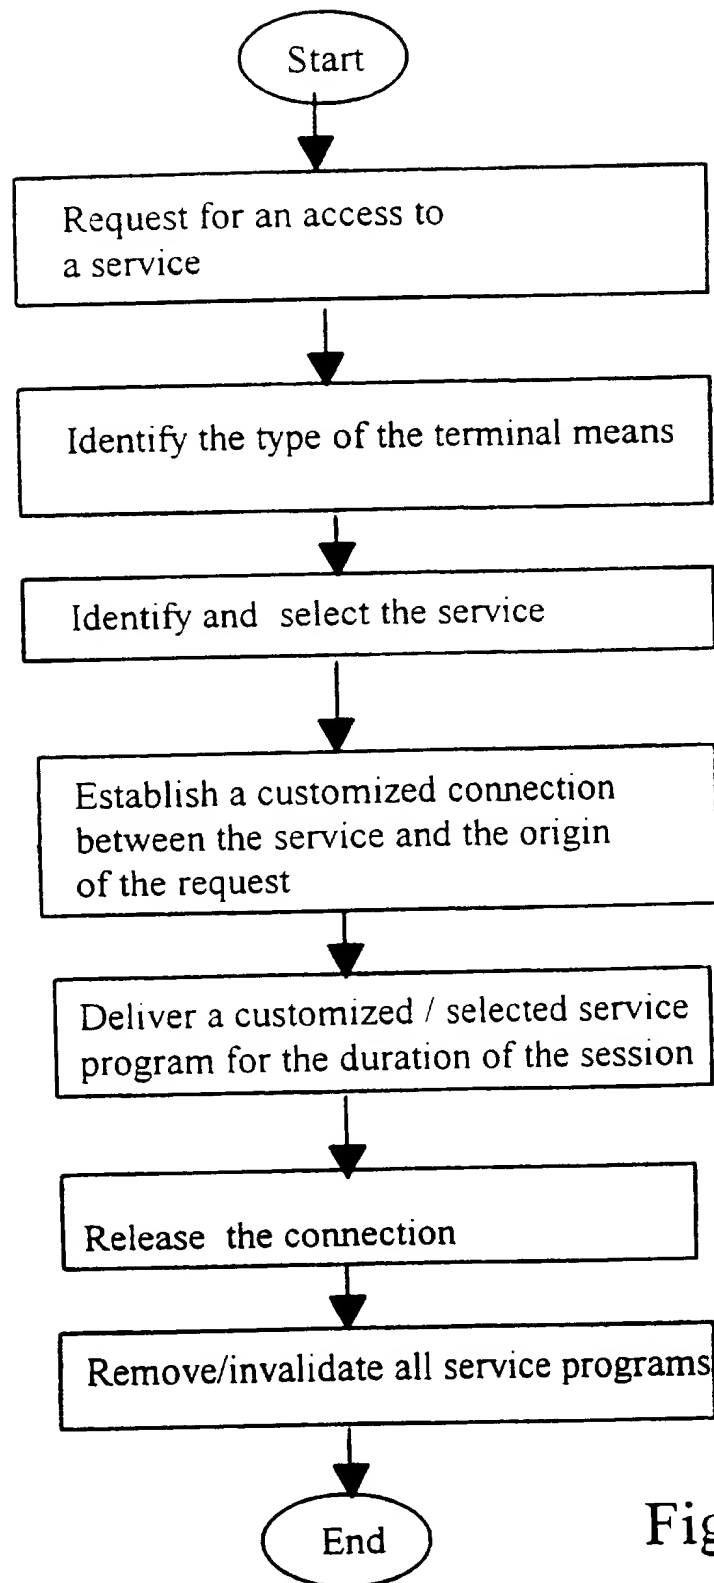 Start
Request for an access to
a service
Identify the type of the terminal means
Identify and select the service
Establish a customized connection
between the service and the origin
of the request
Deliver a customized / selected service
program for the duration of the session
Release the connection
Remove/invalidate all service programs
End
Fig